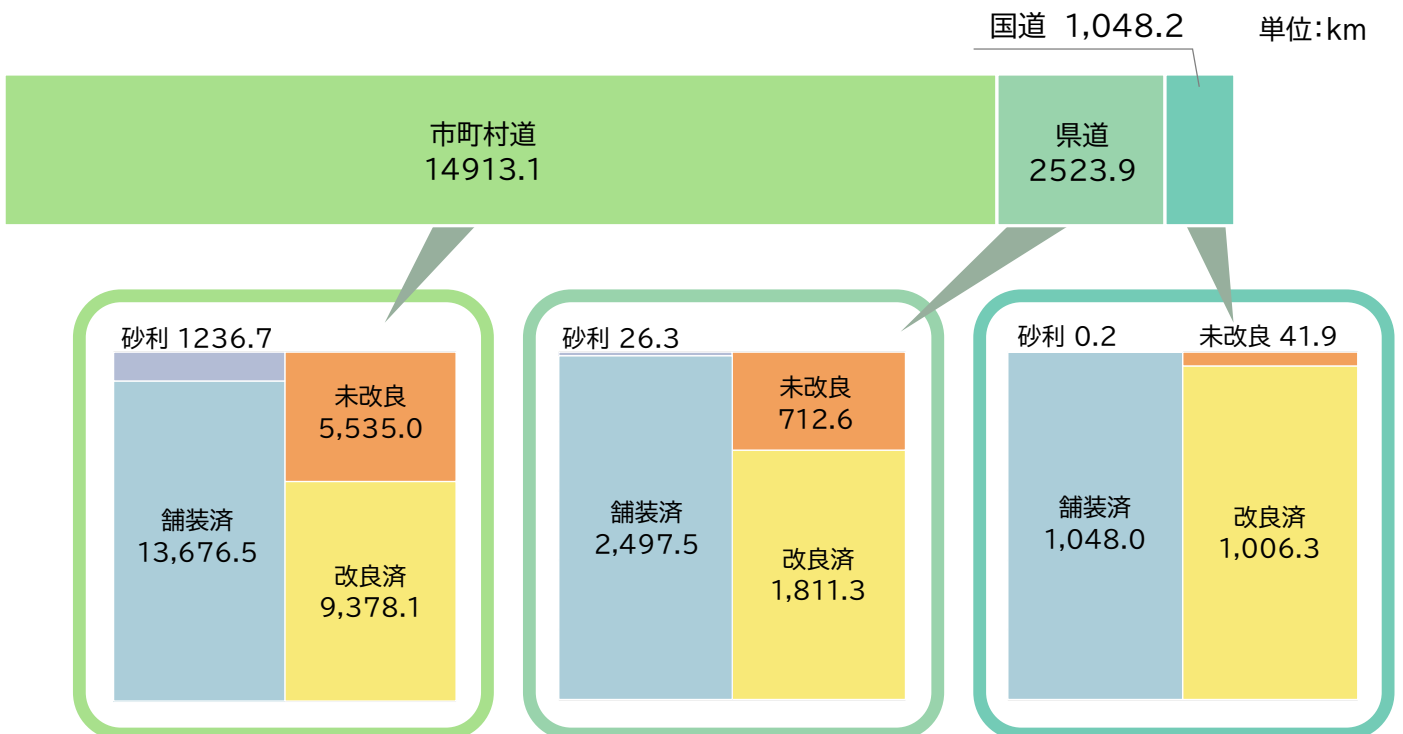 国道 1,048.2
単位:km
市町村道
14913.1
県道
2523.9
砂利 1236.7
未改良
5,535.0
舗装済
13,676.5
改良済
9,378.1
砂利 26.3
未改良
712.6
舗装済
2,497.5
改良済
1,811.3
砂利 0.2
未改良 41.9
舗装済
1,048.0
改良済
1,006.3